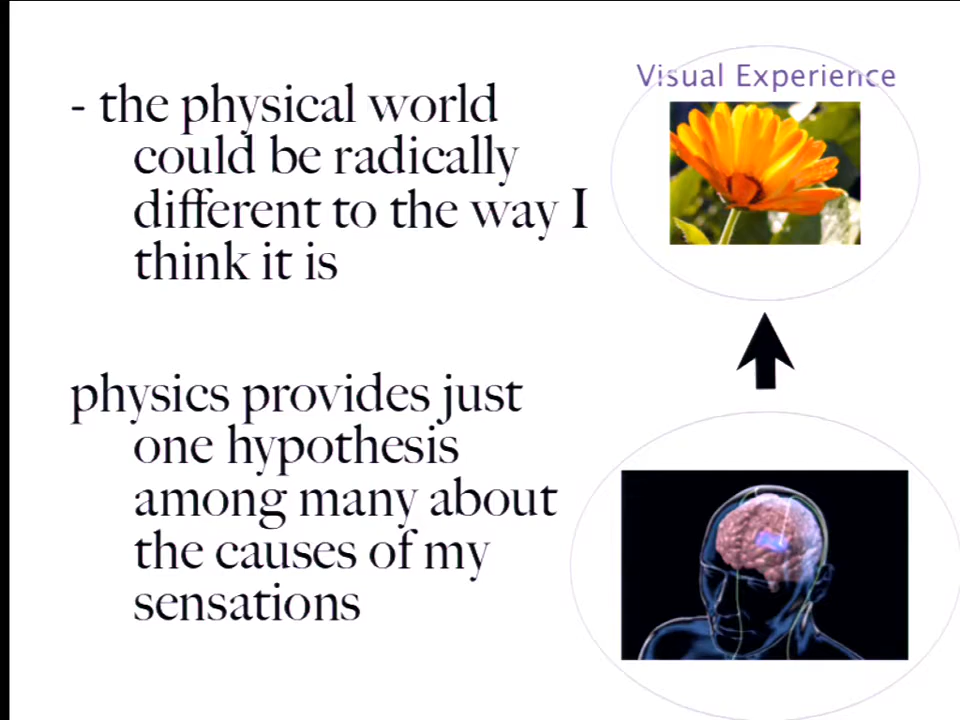 - the physical world
could be radically
different to the way I
think it is
physics provides just
one hypothesis
among many about
the causes of my
sensations
Visual Experience